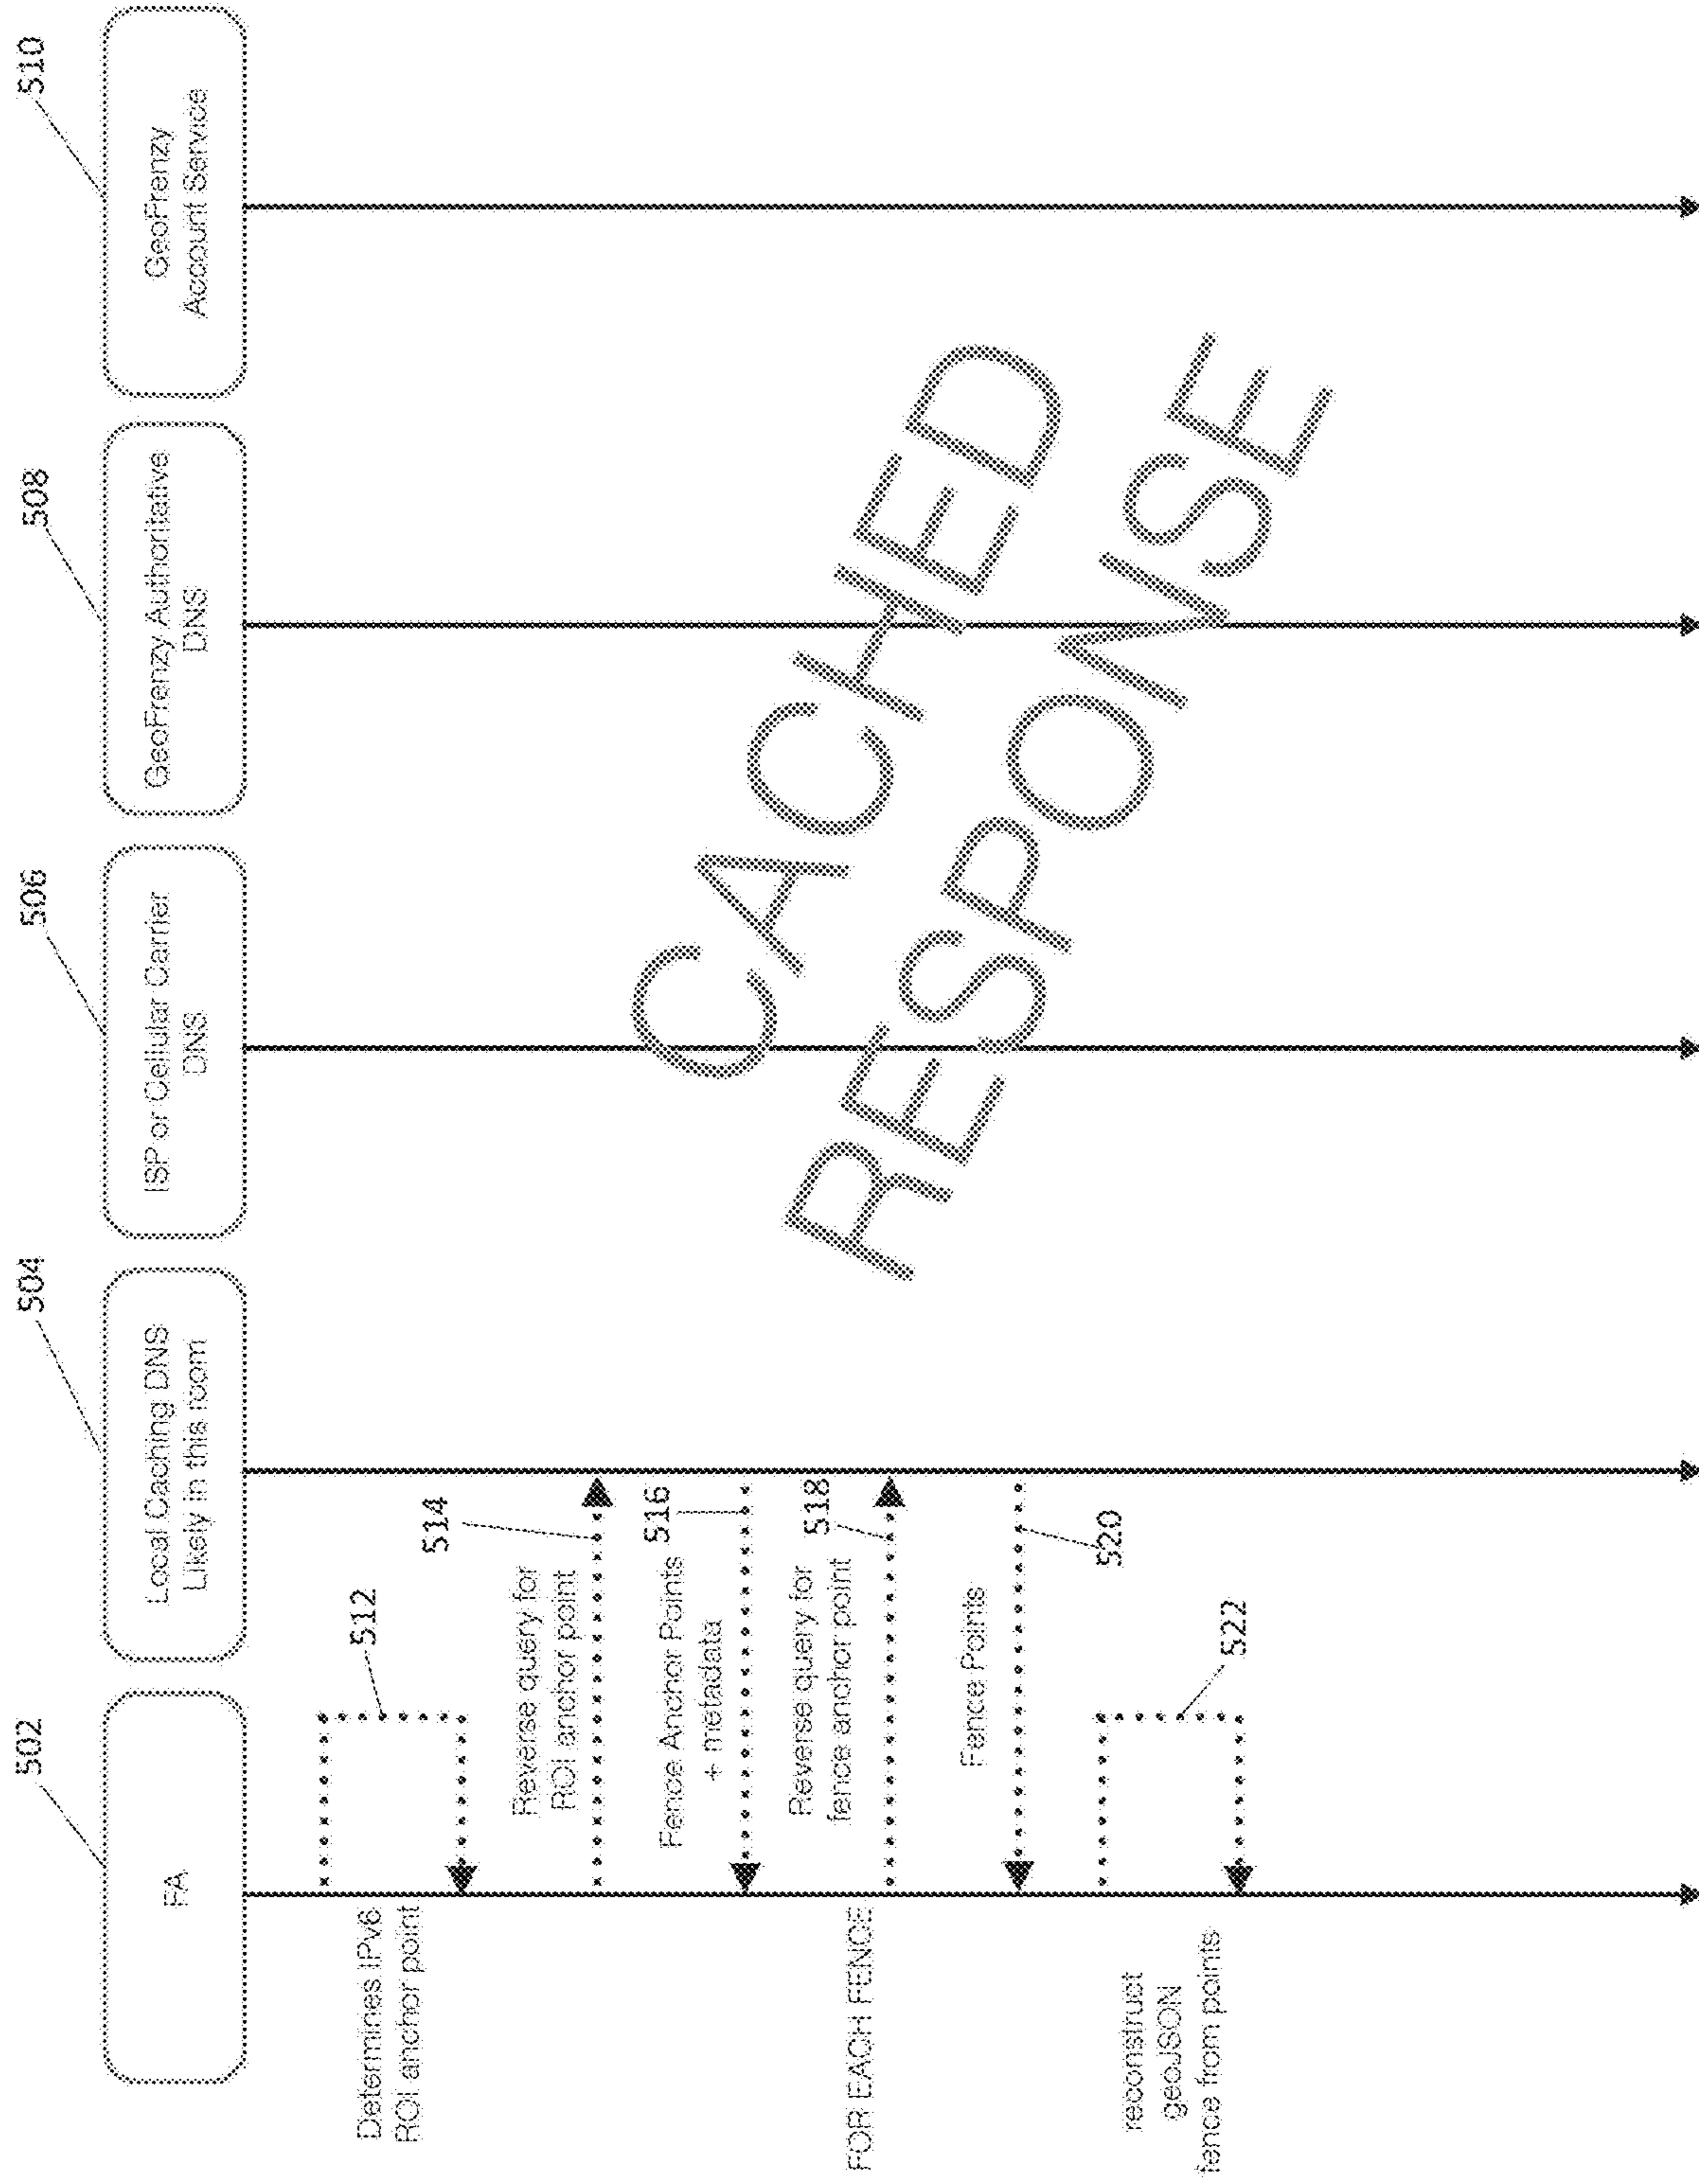 502
504
506
508
510
FA
Local Caching DNS
Likely in this room
ISP or Cellular Carrier
DNS
GeoFrenzy Authoritative
DNS
GeoFrenzy
Account Service
Determines IPv6
ROI anchor point
512
Reverse query for
ROI anchor point
514
Fence Anchor Points
+ metadata
516
FOR EACH FENCE
Reverse query for
fence anchor point
518
Fence Points
520
reconstruct
geoJSON
fence from points
522
CACHED
RESPONSE